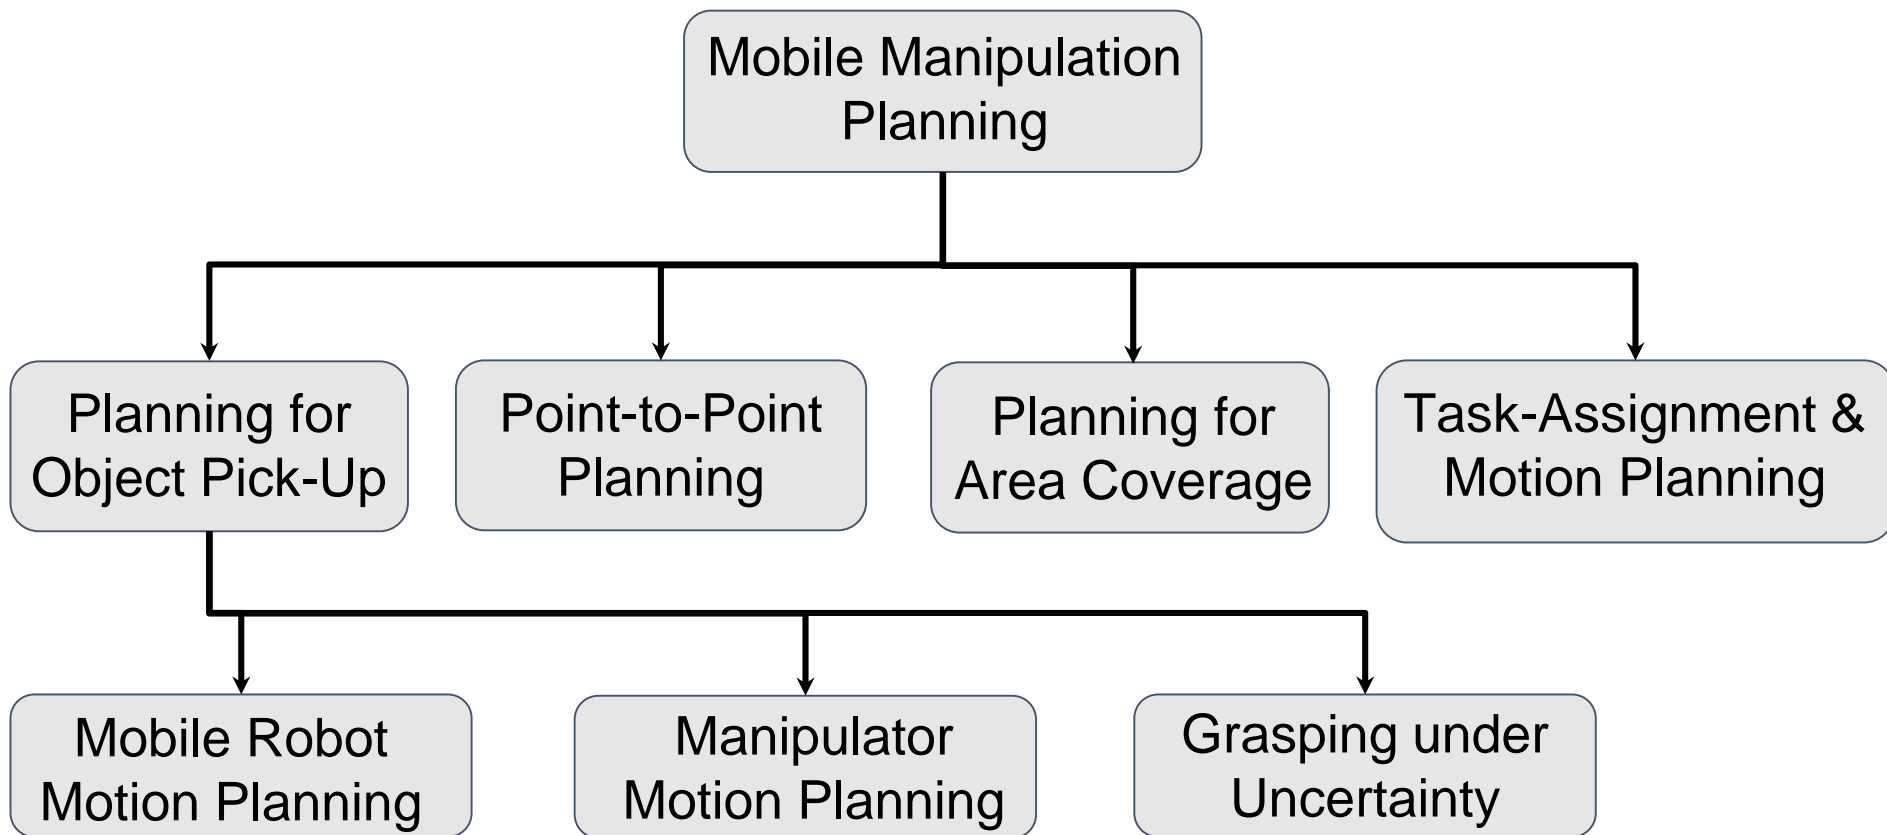 Mobile Manipulation
Planning
Planning for
Object Pick-Up
Point-to-Point
Planning
Planning for
Area Coverage
Task-Assignment &
Motion Planning
Mobile Robot
Motion Planning
Manipulator
Motion Planning
Grasping under
Uncertainty